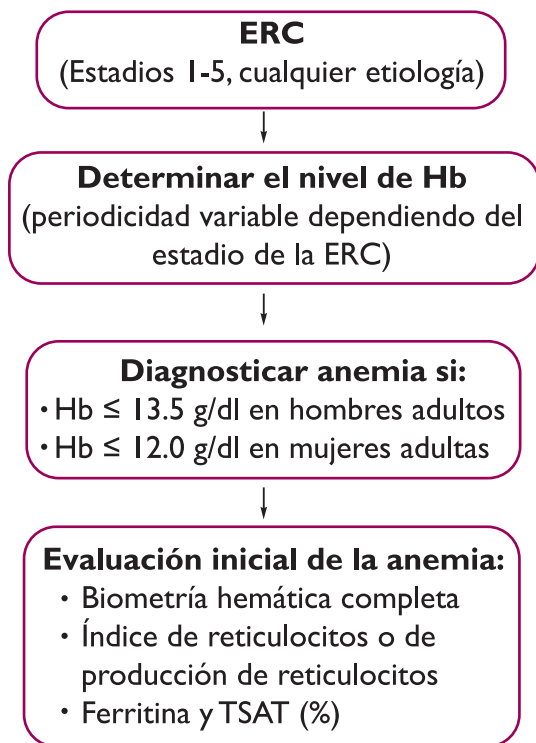 ERC
(Estadios 1-5, cualquier etiología)
Determinar el nivel de Hb
(periodicidad variable dependiendo del
estadio de la ERC)
Diagnosticar anemia si:
• Hb ≤ 13.5 g/dl en hombres adultos
• Hb ≤ 12.0 g/dl en mujeres adultas
Evaluación inicial de la anemia:
• Biometría hemática completa
• Índice de reticulocitos o de
producción de reticulocitos
• Ferritina y TSAT (%)